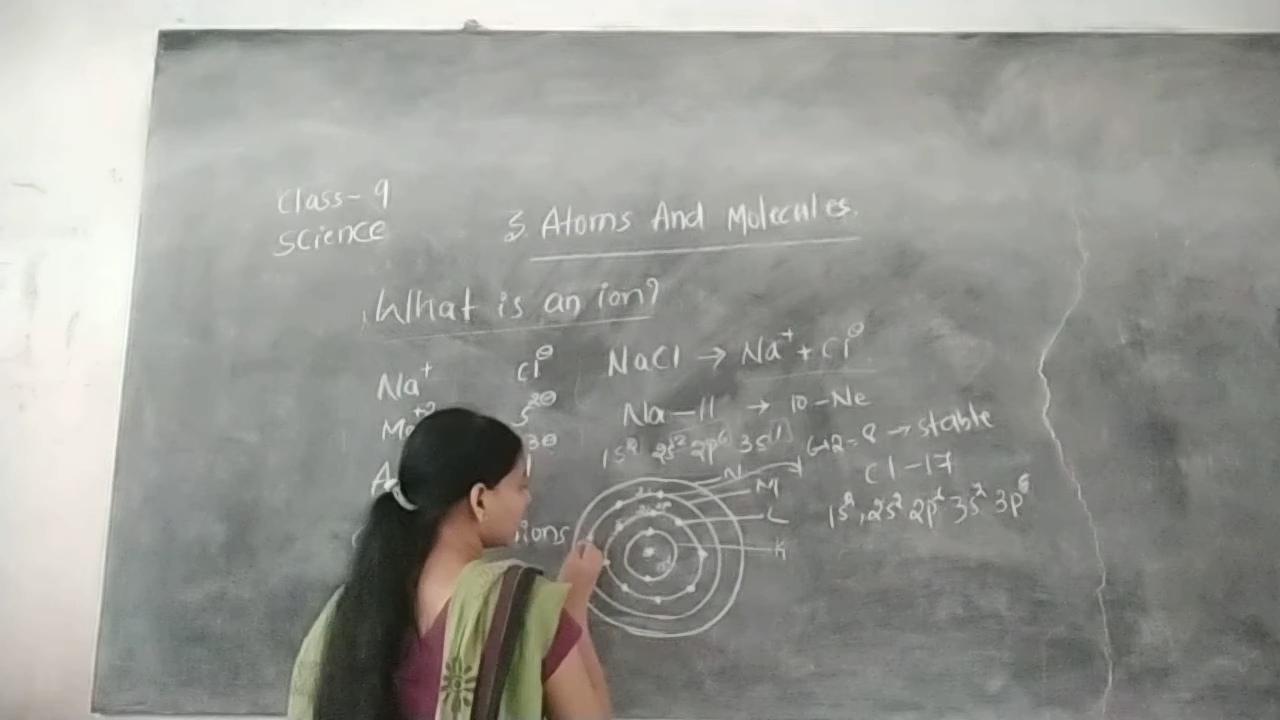 Class-9
Science
3. Atoms And Molecules.
What is an ion?
Na⁺ Cl⊖ NaCl → Na⁺ + Cl⊖
Mg⁺² S²⊖ Na-11 → 10-Ne
1s² 2s² 2p⁶ 3s¹ 6+2=8 → stable
Cl-17
1s², 2s² 2p⁶ 3s² 3p⁶
N
M
L
K
ions